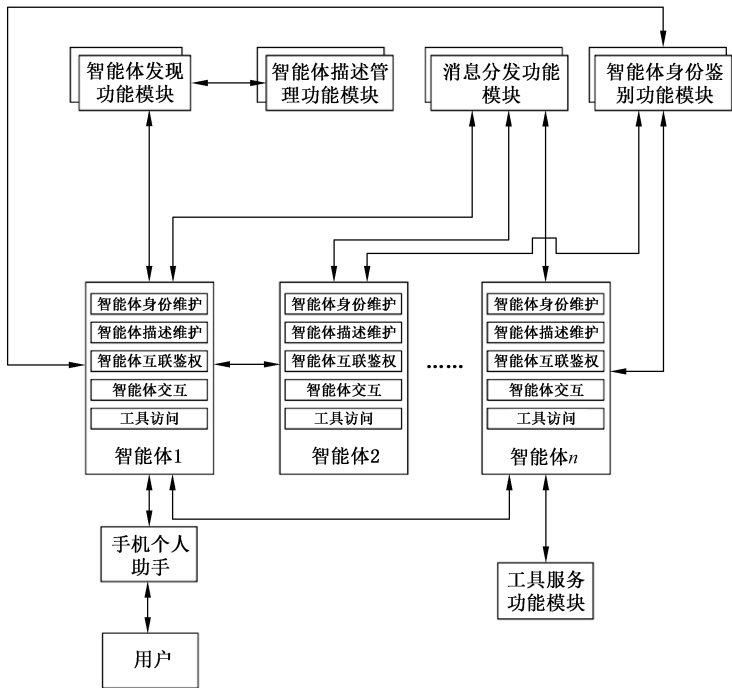 智能体发现
功能模块
智能体描述管
理功能模块
消息分发功能
模块
智能体身份鉴
别功能模块
智能体身份维护
智能体描述维护
智能体互联鉴权
智能体交互
工具访问
智能体1
智能体身份维护
智能体描述维护
智能体互联鉴权
智能体交互
工具访问
智能体2
……
智能体身份维护
智能体描述维护
智能体互联鉴权
智能体交互
工具访问
智能体n
手机个人
助手
工具服务
功能模块
用户